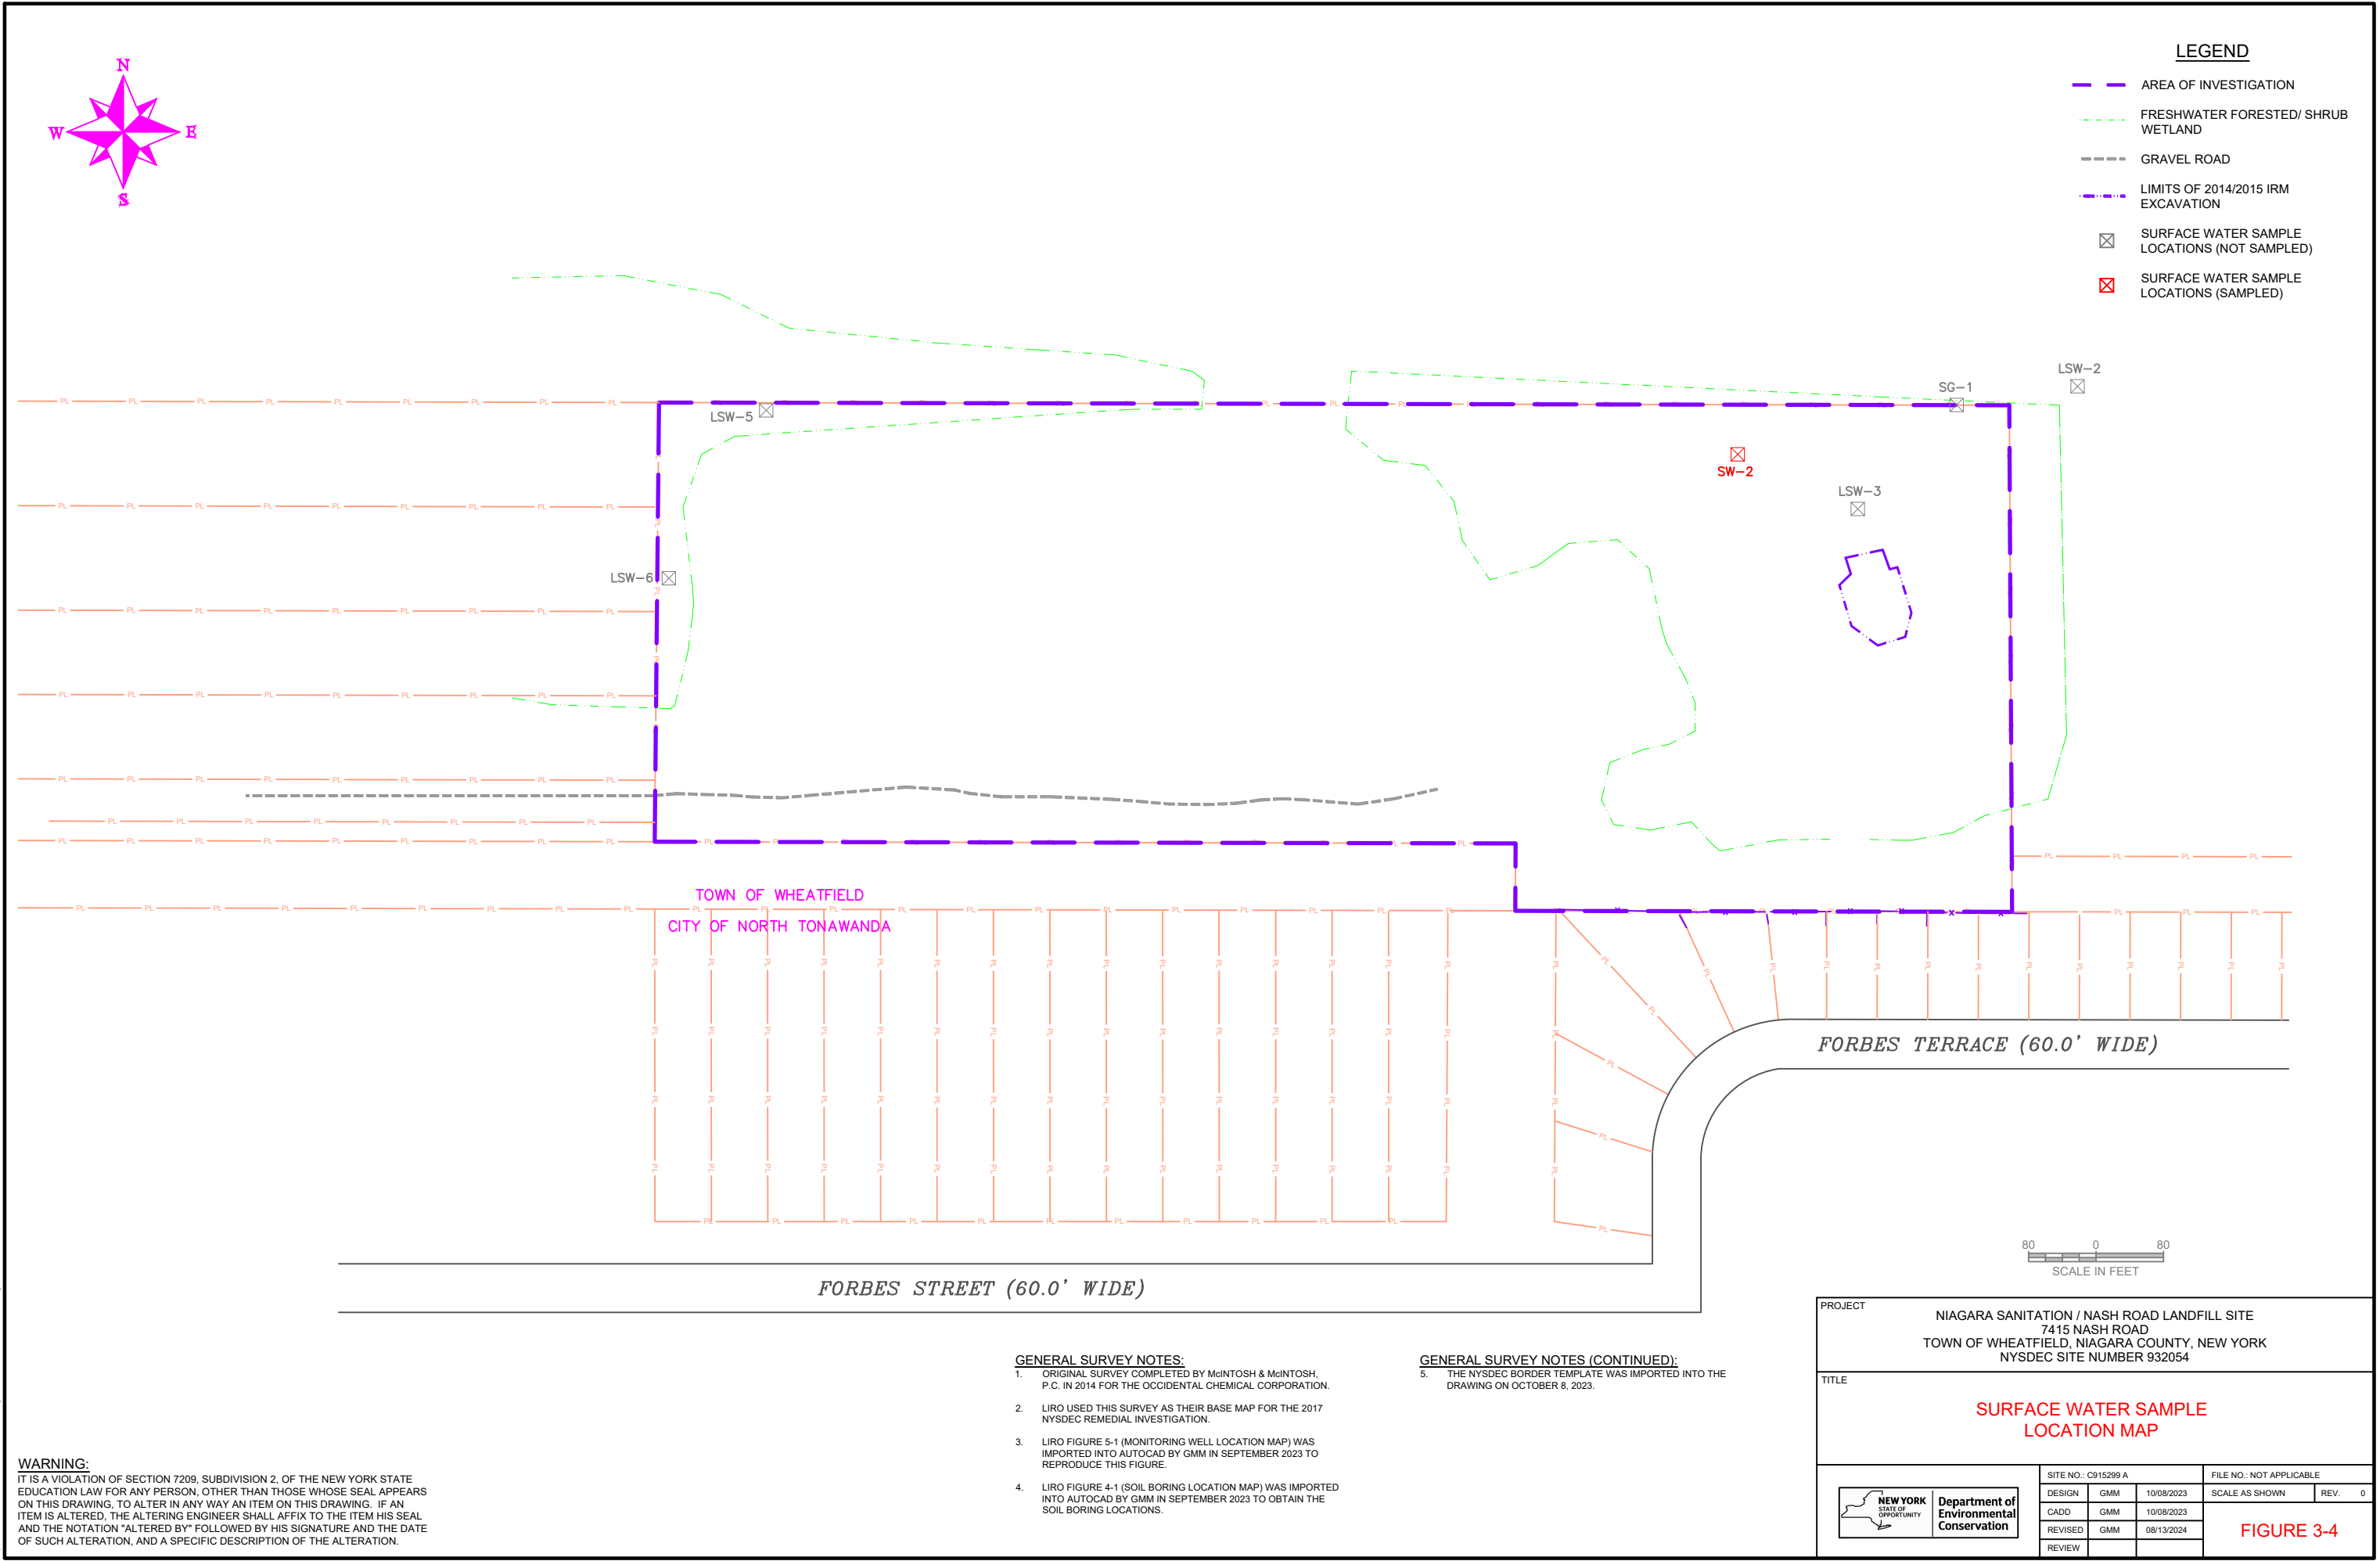 N
W E
S
LEGEND
AREA OF INVESTIGATION
FRESHWATER FORESTED/ SHRUB
WETLAND
GRAVEL ROAD
LIMITS OF 2014/2015 IRM
EXCAVATION
SURFACE WATER SAMPLE
LOCATIONS (NOT SAMPLED)
SURFACE WATER SAMPLE
LOCATIONS (SAMPLED)
LSW-2
SG-1
LSW-5
SW-2
LSW-3
LSW-6
PL
TOWN OF WHEATFIELD
CITY OF NORTH TONAWANDA
FORBES TERRACE (60.0' WIDE)
FORBES STREET (60.0' WIDE)
80 0 80
SCALE IN FEET
GENERAL SURVEY NOTES:
1. ORIGINAL SURVEY COMPLETED BY McINTOSH & McINTOSH,
P.C. IN 2014 FOR THE OCCIDENTAL CHEMICAL CORPORATION.
2. LIRO USED THIS SURVEY AS THEIR BASE MAP FOR THE 2017
NYSDEC REMEDIAL INVESTIGATION.
3. LIRO FIGURE 5-1 (MONITORING WELL LOCATION MAP) WAS
IMPORTED INTO AUTOCAD BY GMM IN SEPTEMBER 2023 TO
REPRODUCE THIS FIGURE.
4. LIRO FIGURE 4-1 (SOIL BORING LOCATION MAP) WAS IMPORTED
INTO AUTOCAD BY GMM IN SEPTEMBER 2023 TO OBTAIN THE
SOIL BORING LOCATIONS.
GENERAL SURVEY NOTES (CONTINUED):
5. THE NYSDEC BORDER TEMPLATE WAS IMPORTED INTO THE
DRAWING ON OCTOBER 8, 2023.
WARNING:
IT IS A VIOLATION OF SECTION 7209, SUBDIVISION 2, OF THE NEW YORK STATE
EDUCATION LAW FOR ANY PERSON, OTHER THAN THOSE WHOSE SEAL APPEARS
ON THIS DRAWING, TO ALTER IN ANY WAY AN ITEM ON THIS DRAWING. IF AN
ITEM IS ALTERED, THE ALTERING ENGINEER SHALL AFFIX TO THE ITEM HIS SEAL
AND THE NOTATION "ALTERED BY" FOLLOWED BY HIS SIGNATURE AND THE DATE
OF SUCH ALTERATION, AND A SPECIFIC DESCRIPTION OF THE ALTERATION.
PROJECT
NIAGARA SANITATION / NASH ROAD LANDFILL SITE
7415 NASH ROAD
TOWN OF WHEATFIELD, NIAGARA COUNTY, NEW YORK
NYSDEC SITE NUMBER 932054
TITLE
SURFACE WATER SAMPLE
LOCATION MAP
NEW YORK
STATE OF
OPPORTUNITY
Department of
Environmental
Conservation
SITE NO.: C915299 A FILE NO.: NOT APPLICABLE
DESIGN GMM 10/08/2023 SCALE AS SHOWN REV. 0
CADD GMM 10/08/2023
REVISED GMM 08/13/2024
REVIEW
FIGURE 3-4